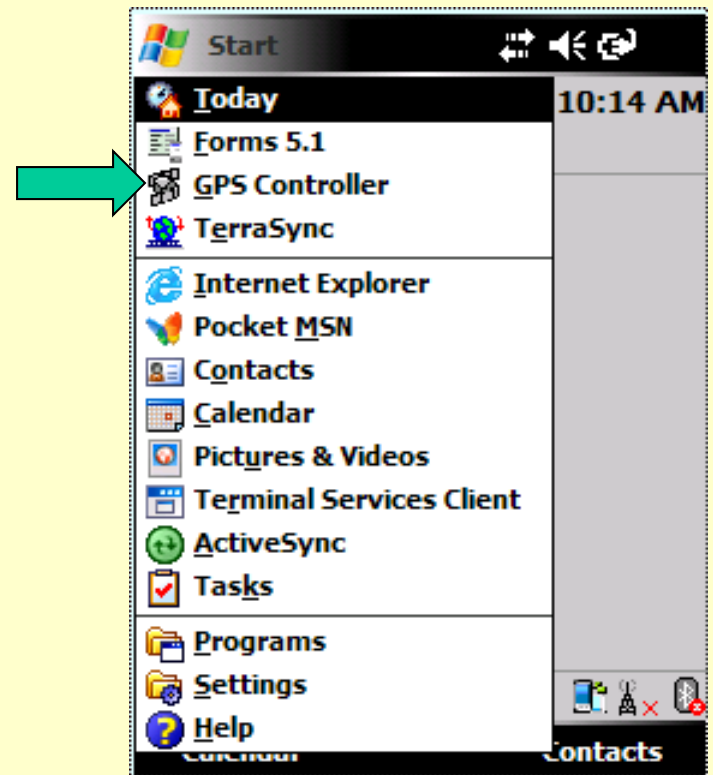 Start
Today
10:14 AM
Forms 5.1
GPS Controller
TerraSync
Internet Explorer
Pocket MSN
Contacts
Calendar
Pictures & Videos
Terminal Services Client
ActiveSync
Tasks
Programs
Settings
Help
Calendar
Contacts